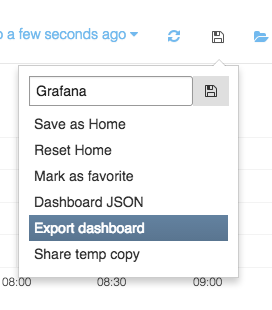 o a few seconds ago
Grafana
Save as Home
Reset Home
Mark as favorite
Dashboard JSON
Export dashboard
Share temp copy
08:00 08:30 09:00